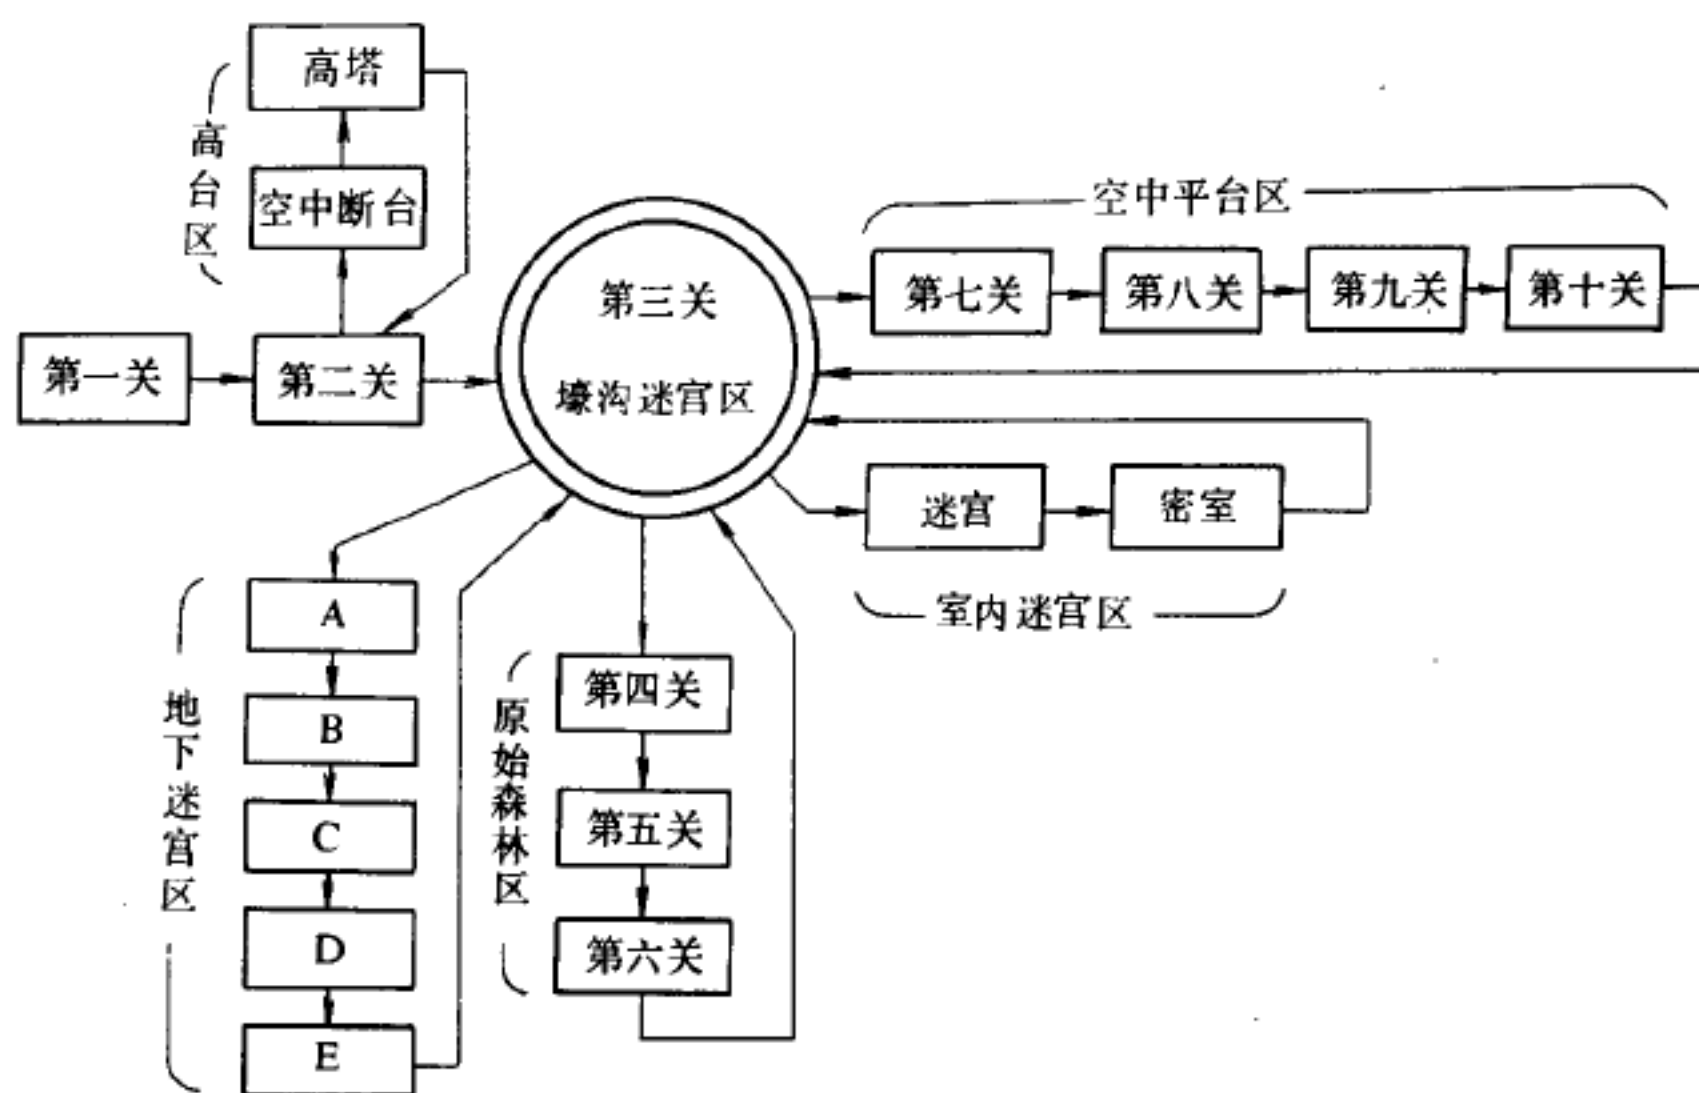 高塔
高台区
空中断台
空中平台区
第三关
壕沟迷宫区
第七关
第八关
第九关
第十关
第一关
第二关
迷宫
密室
室内迷宫区
地下迷宫区
A
B
C
D
E
原始森林区
第四关
第五关
第六关